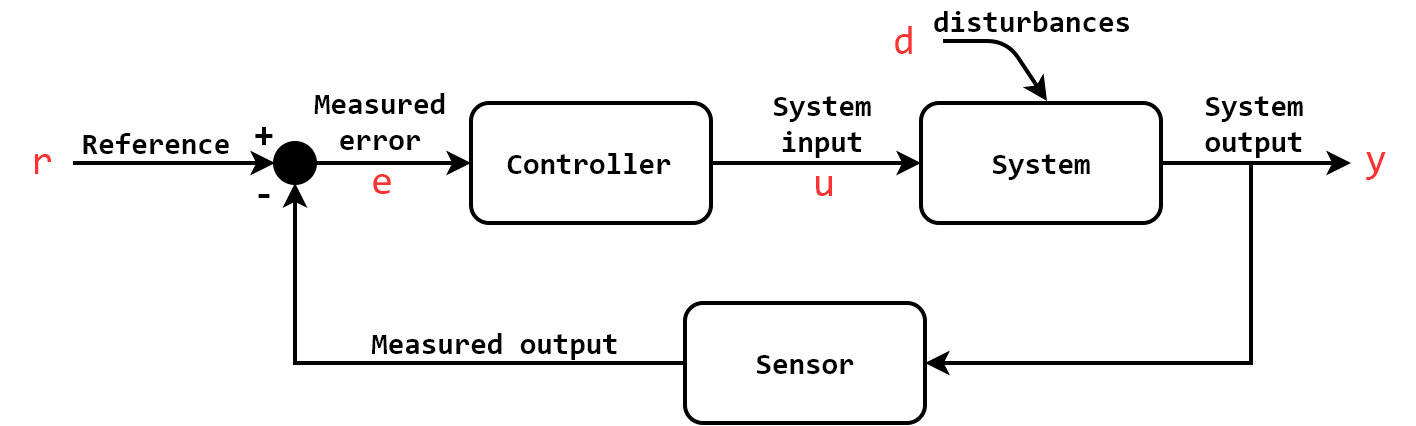 disturbances
d
Measured
error
System
input
System
output
+
Reference
r
e
Controller
u
System
y
-
Measured output
Sensor